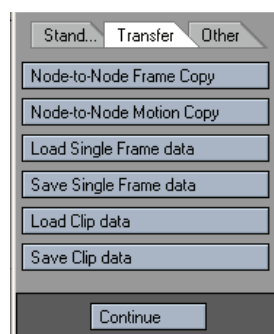 Stand... Transfer Other
Node-to-Node Frame Copy
Node-to-Node Motion Copy
Load Single Frame data
Save Single Frame data
Load Clip data
Save Clip data
Continue